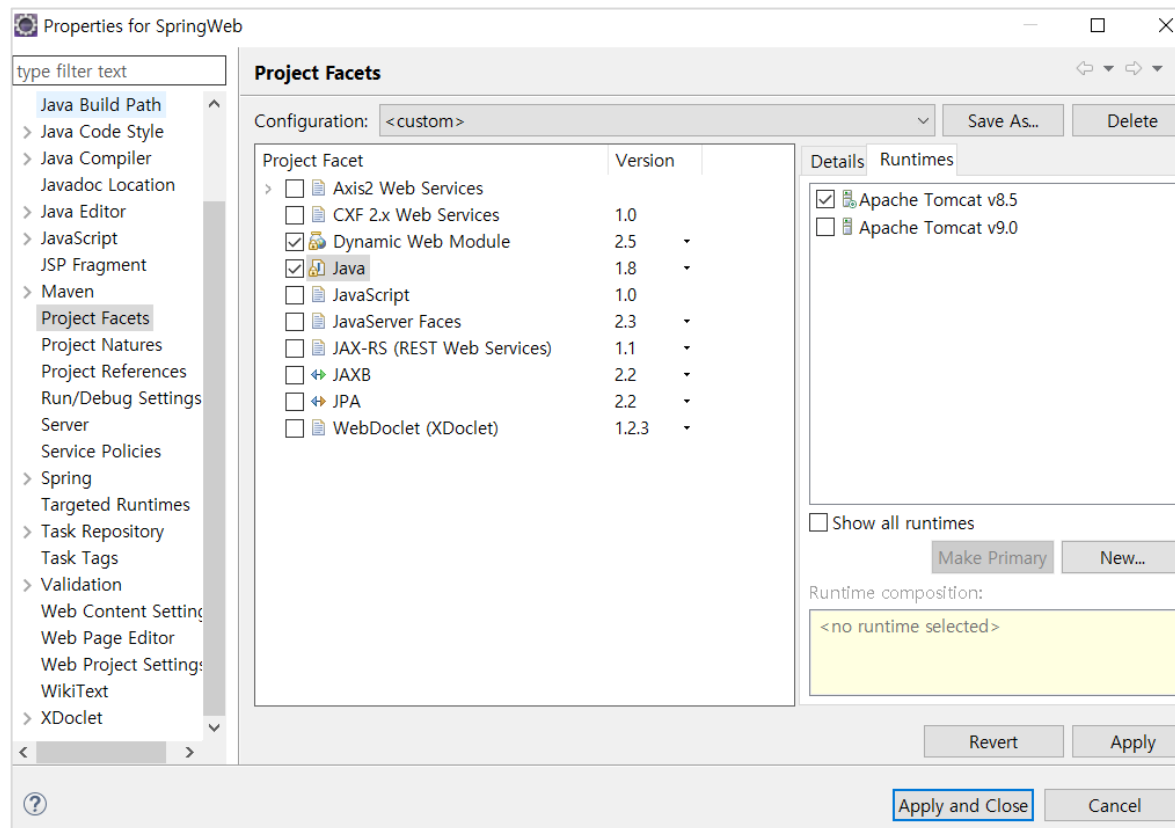 Properties for SpringWeb
type filter text
Java Build Path
Java Code Style
Java Compiler
Javadoc Location
Java Editor
JavaScript
JSP Fragment
Maven
Project Facets
Project Natures
Project References
Run/Debug Settings
Server
Service Policies
Spring
Targeted Runtimes
Task Repository
Task Tags
Validation
Web Content Setting
Web Page Editor
Web Project Settings
WikiText
XDoclet
Project Facets
Configuration: <custom> Save As... Delete
Project Facet Version
Axis2 Web Services
CXF 2.x Web Services 1.0
Dynamic Web Module 2.5
Java 1.8
JavaScript 1.0
JavaServer Faces 2.3
JAX-RS (REST Web Services) 1.1
JAXB 2.2
JPA 2.2
WebDoclet (XDoclet) 1.2.3
Details Runtimes
Apache Tomcat v8.5
Apache Tomcat v9.0
Show all runtimes
Make Primary New...
Runtime composition:
<no runtime selected>
Revert Apply
Apply and Close Cancel